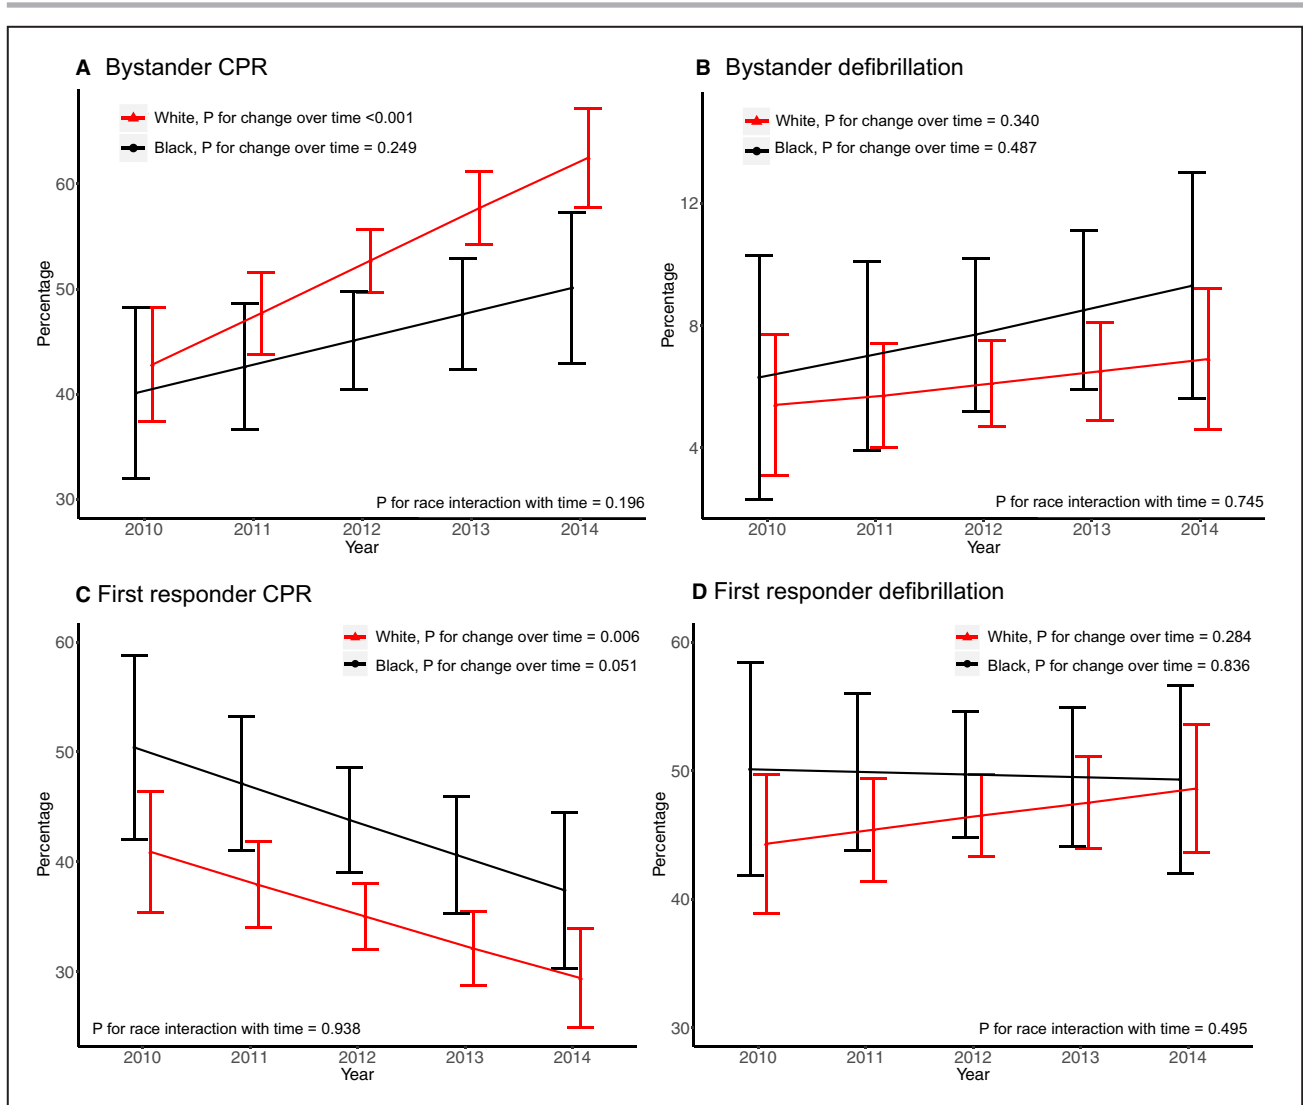 A Bystander CPR
White, P for change over time <0.001
Black, P for change over time = 0.249
Percentage
60
50
40
30
P for race interaction with time = 0.196
2010 2011 2012 2013 2014
Year
B Bystander defibrillation
White, P for change over time = 0.340
Black, P for change over time = 0.487
Percentage
12
8
4
P for race interaction with time = 0.745
2010 2011 2012 2013 2014
Year
C First responder CPR
White, P for change over time = 0.006
Black, P for change over time = 0.051
Percentage
60
50
40
30
P for race interaction with time = 0.938
2010 2011 2012 2013 2014
Year
D First responder defibrillation
White, P for change over time = 0.284
Black, P for change over time = 0.836
Percentage
60
50
40
30
P for race interaction with time = 0.495
2010 2011 2012 2013 2014
Year